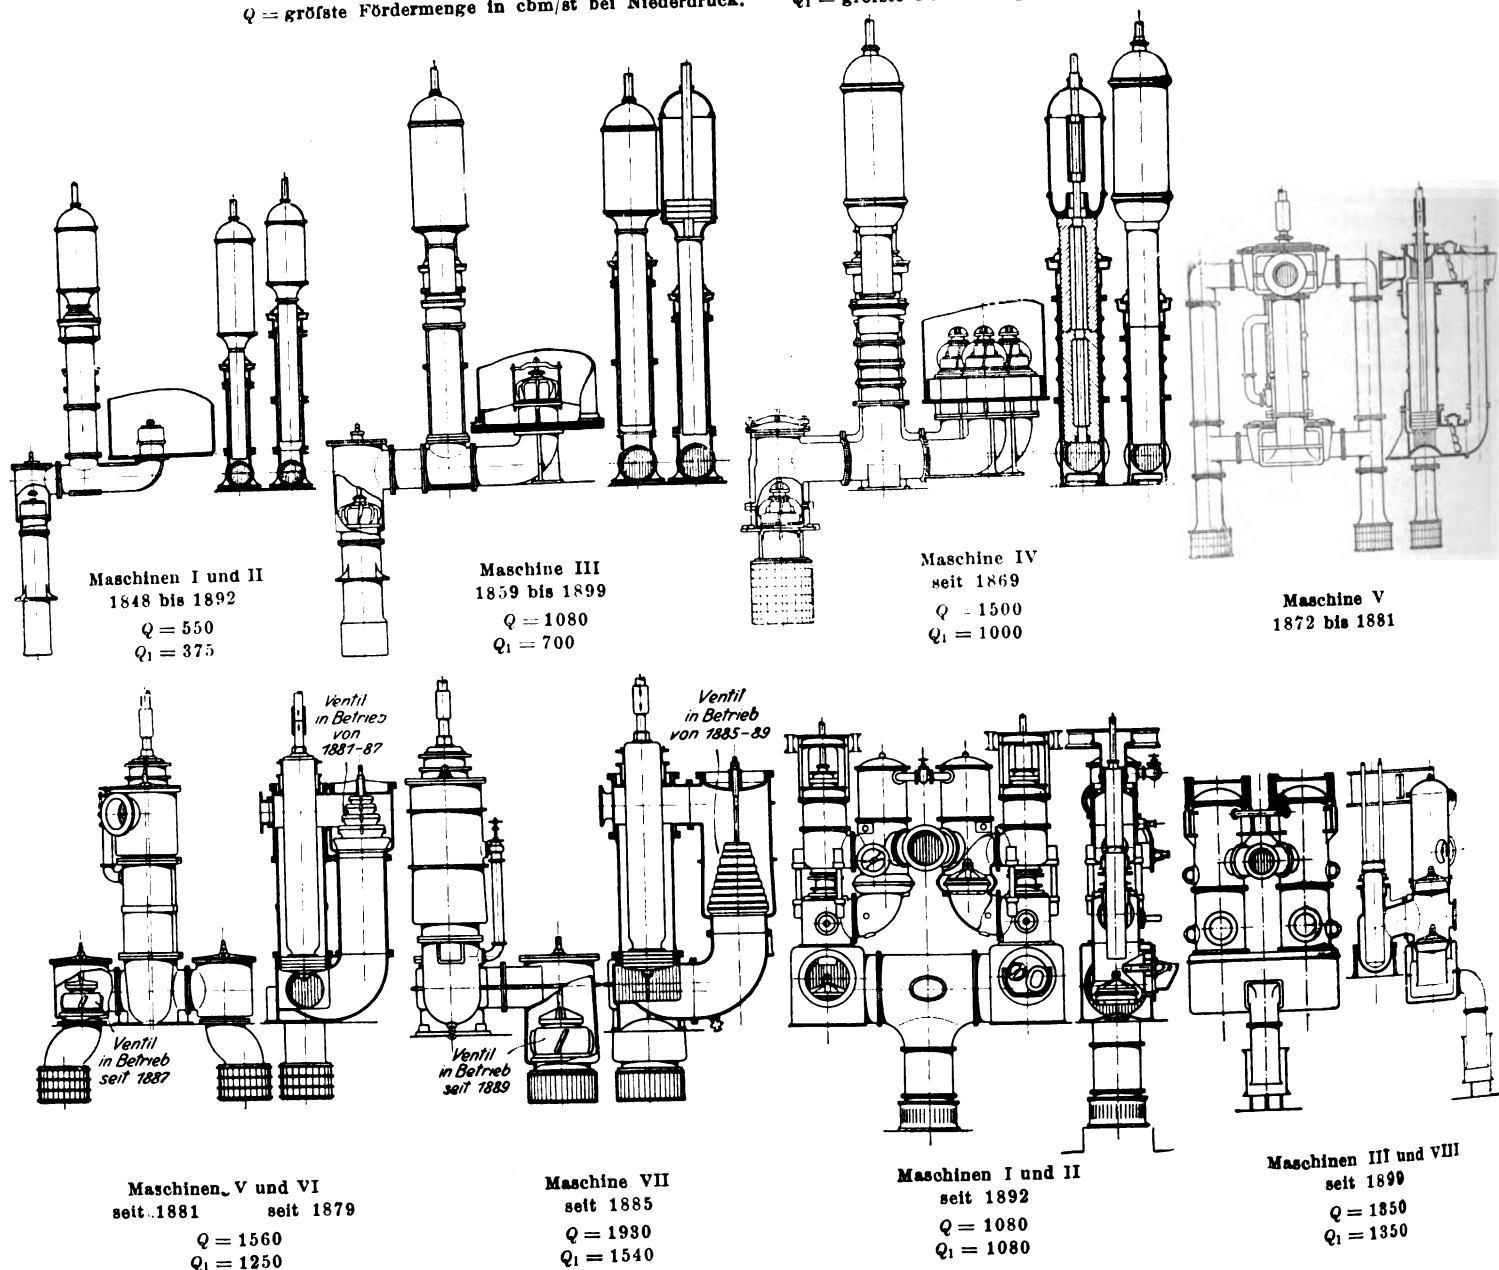 Q = größte Fördermenge in cbm/st bei Niederdruck.
Q₁ = größte
Maschinen I und II
1848 bis 1892
Q = 550
Q₁ = 375
Maschine III
1859 bis 1899
Q = 1080
Q₁ = 700
Maschine IV
seit 1869
Q = 1500
Q₁ = 1000
Maschine V
1872 bis 1881
Ventil
in Betrieb
von
1881-87
Ventil
in Betrieb
von 1885-89
Ventil
in Betrieb
seit 1887
Ventil
in Betrieb
seit 1889
Maschinen V und VI
seit 1881 seit 1879
Q = 1560
Q₁ = 1250
Maschine VII
seit 1885
Q = 1930
Q₁ = 1540
Maschinen I und II
seit 1892
Q = 1080
Q₁ = 1080
Maschinen III und VIII
seit 1899
Q = 1350
Q₁ = 1350